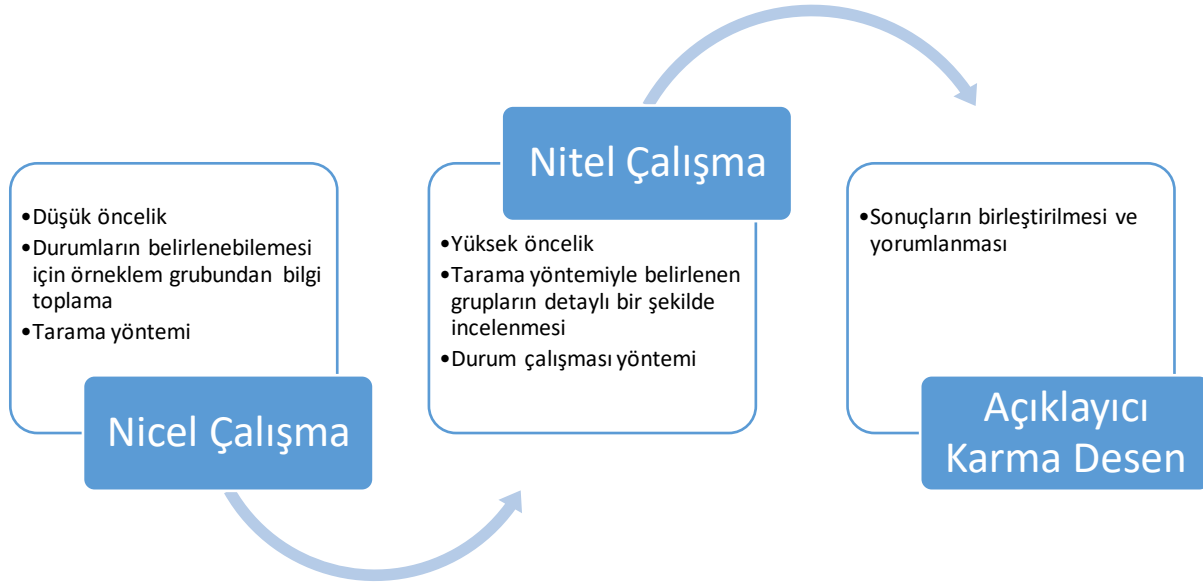 •Düşük öncelik
•Durumların belirlenebilemesi
için örneklem grubundan bilgi
toplama
•Tarama yöntemi
Nicel Çalışma
Nitel Çalışma
•Yüksek öncelik
•Tarama yöntemiyle belirlenen
grupların detaylı bir şekilde
incelenmesi
•Durum çalışması yöntemi
•Sonuçların birleştirilmesi ve
yorumlanması
Açıklayıcı
Karma Desen